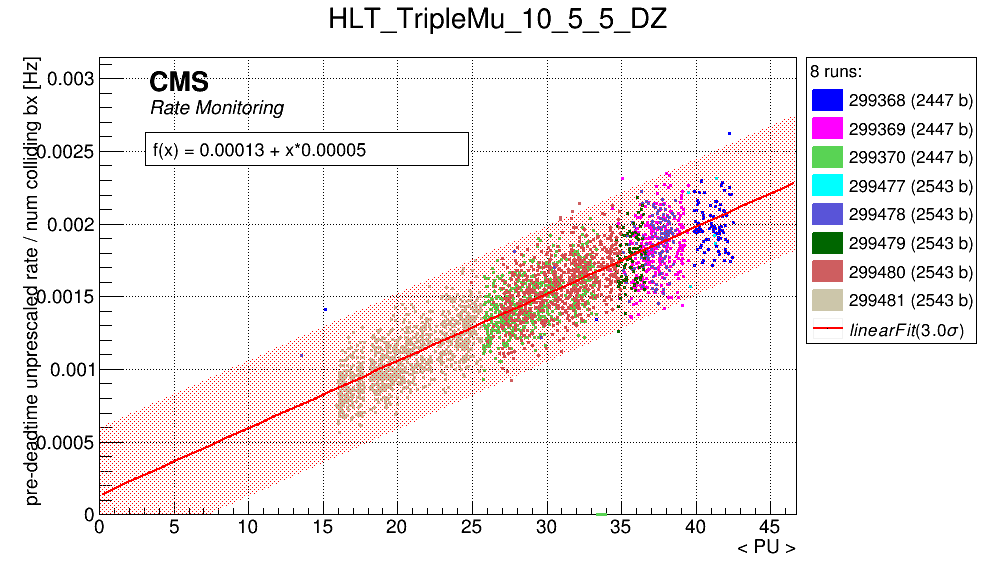 HLT_TripleMu_10_5_5_DZ
pre-deadtime unprescaled rate / num colliding bx [Hz]
0.003
0.0025
0.002
0.0015
0.001
0.0005
0
CMS
Rate Monitoring
f(x) = 0.00013 + x*0.00005
0 5 10 15 20 25 30 35 40 45
< PU >
8 runs:
299368 (2447 b)
299369 (2447 b)
299370 (2447 b)
299477 (2543 b)
299478 (2543 b)
299479 (2543 b)
299480 (2543 b)
299481 (2543 b)
linearFit(3.0σ)